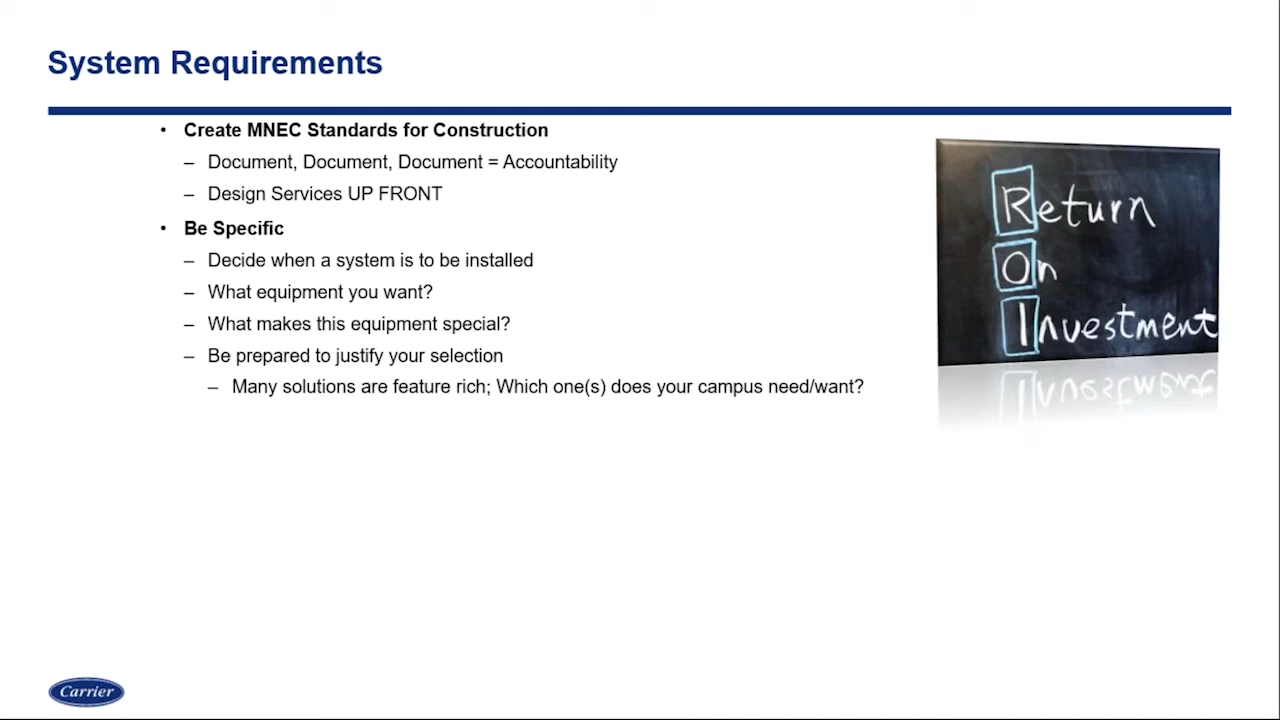 System Requirements
• Create MNEC Standards for Construction
– Document, Document, Document = Accountability
– Design Services UP FRONT
• Be Specific
– Decide when a system is to be installed
– What equipment you want?
– What makes this equipment special?
– Be prepared to justify your selection
– Many solutions are feature rich; Which one(s) does your campus need/want?
Return
On
Investment
Carrier